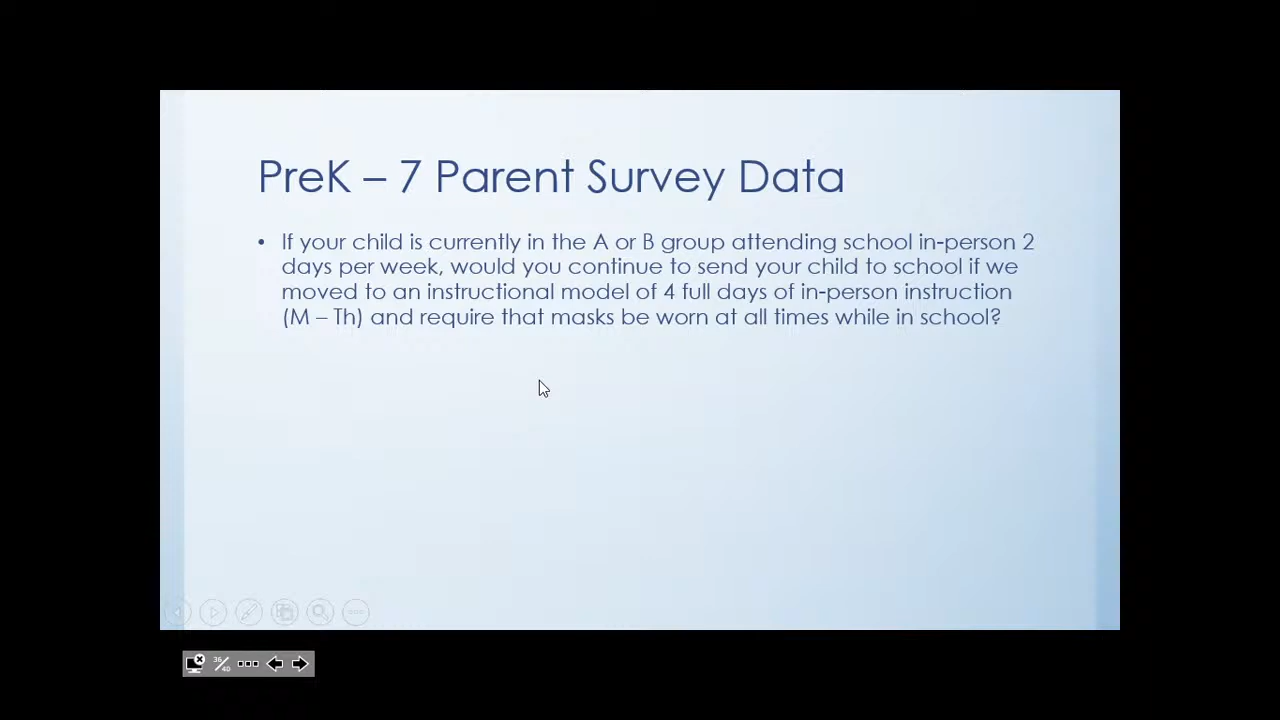 PreK – 7 Parent Survey Data
• If your child is currently in the A or B group attending school in-person 2
days per week, would you continue to send your child to school if we
moved to an instructional model of 4 full days of in-person instruction
(M – Th) and require that masks be worn at all times while in school?
36/40